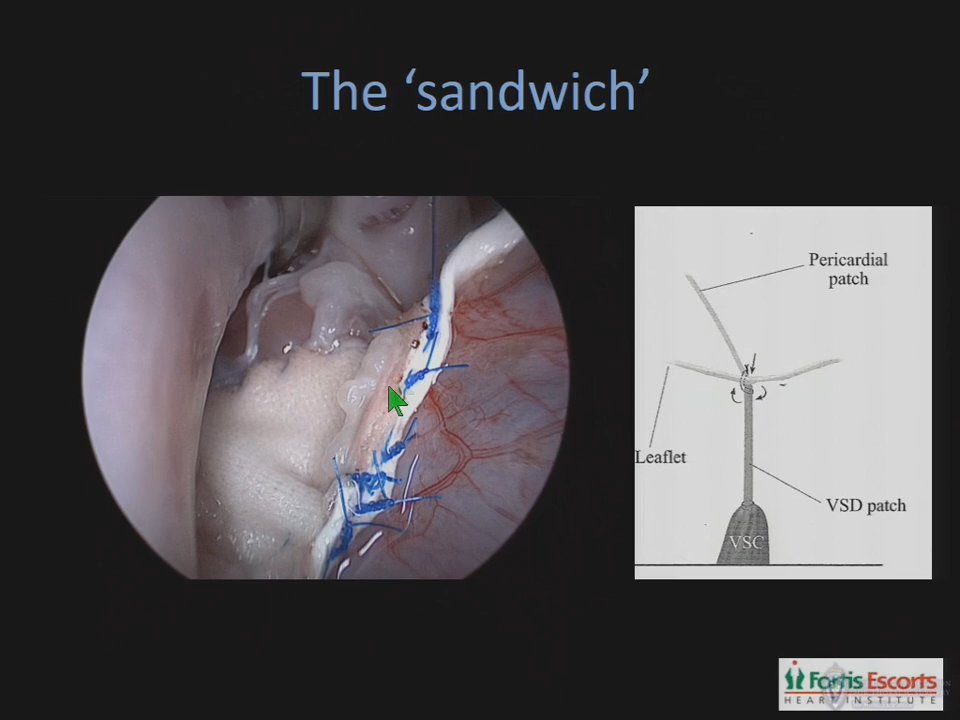 The ‘sandwich’
Pericardial
patch
Leaflet
VSD patch
VSC
Fortis Escorts
HEART INSTITUTE